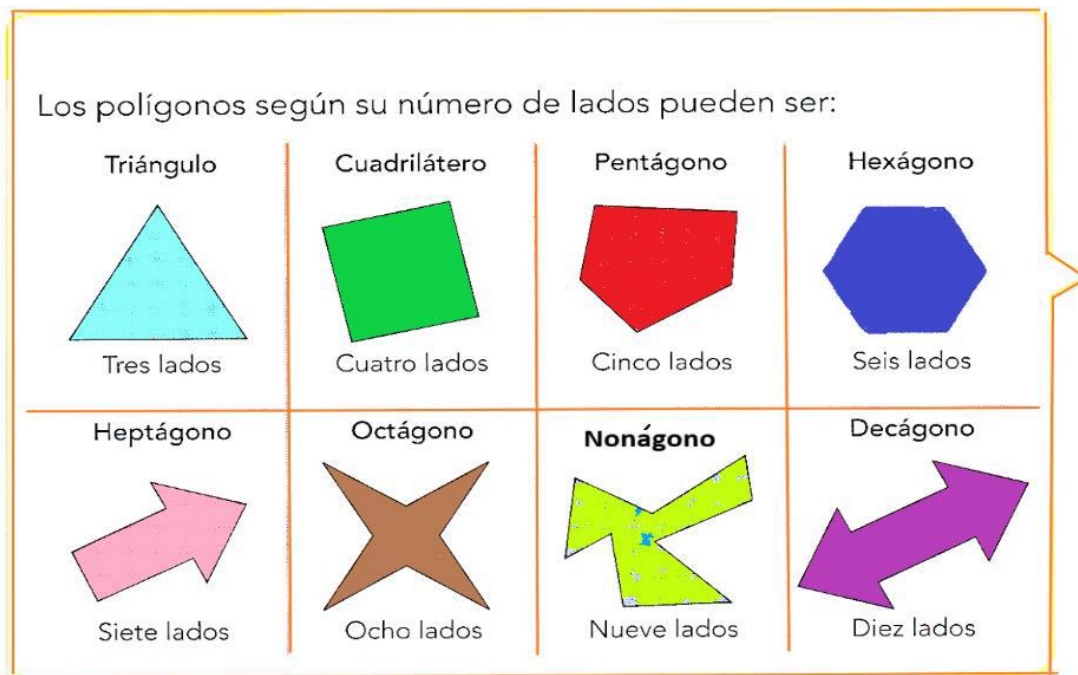 Los polígonos según su número de lados pueden ser:
Triángulo
Cuadrilátero
Pentágono
Hexágono
Tres lados
Cuatro lados
Cinco lados
Seis lados
Heptágono
Octágono
Nonágono
Decágono
Siete lados
Ocho lados
Nueve lados
Diez lados